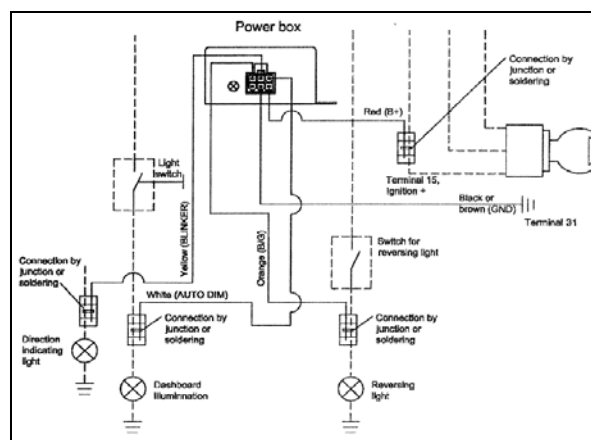 Power box
Connection by
junction or
soldering
Red (B+)
Light
switch
Terminal 15,
Ignition +
Black or
brown (GND)
Terminal 31
Yellow (BLINKER)
Orange (B/G)
Switch for
reversing light
Connection by
junction or
soldering
White (AUTO DIM)
Connection by
junction or
soldering
Connection by
junction or
soldering
Direction
indicating
light
Dashboard
Illuminnation
Reversing
light